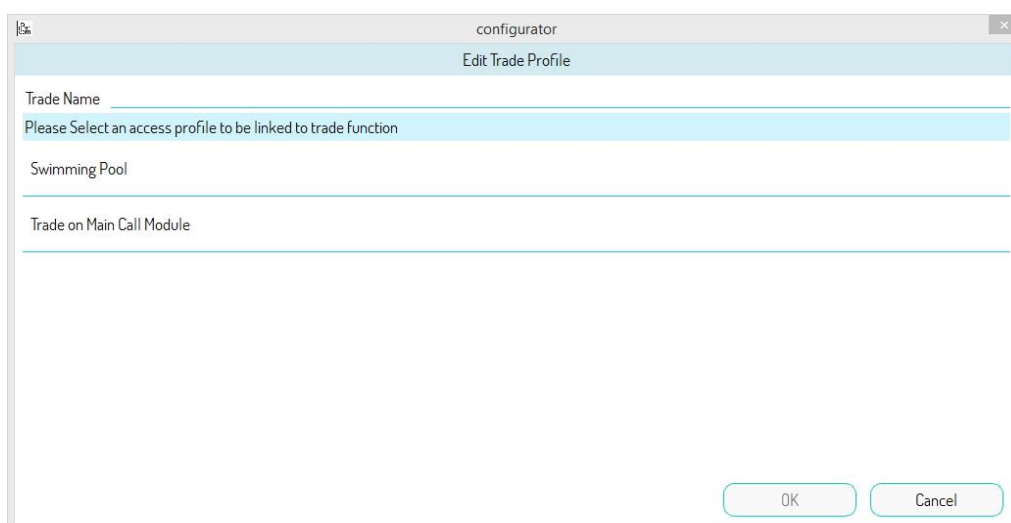 configurator
Edit Trade Profile
Trade Name
Please Select an access profile to be linked to trade function
Swimming Pool
Trade on Main Call Module
OK
Cancel